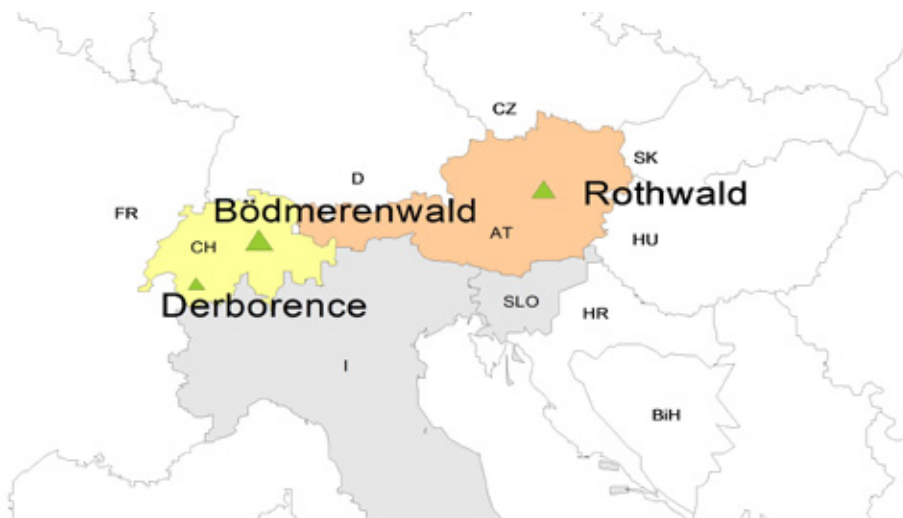 CZ
SK
D
Rothwald
FR
Bödmerenwald
AT
HU
CH
Derborence
SLO
HR
I
BiH